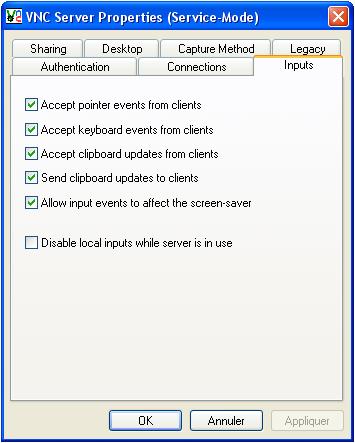 VNC Server Properties (Service-Mode)
Sharing Desktop Capture Method Legacy
Authentication Connections Inputs
Accept pointer events from clients
Accept keyboard events from clients
Accept clipboard updates from clients
Send clipboard updates to clients
Allow input events to affect the screen-saver
Disable local inputs while server is in use
OK Annuler Appliquer